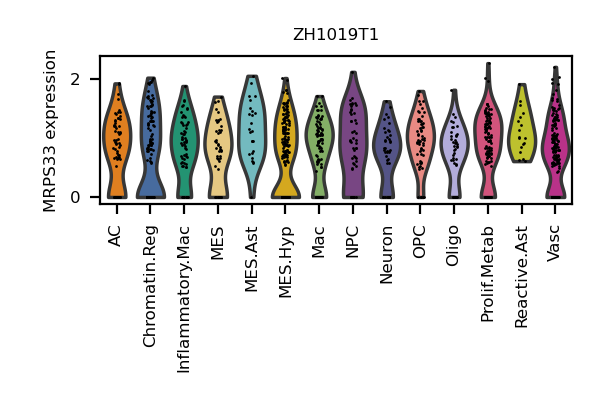 ZH1019T1
MRPS33 expression
2
0
AC
Chromatin.Reg
Inflammatory.Mac
MES
MES.Ast
MES.Hyp
Mac
NPC
Neuron
OPC
Oligo
Prolif.Metab
Reactive.Ast
Vasc